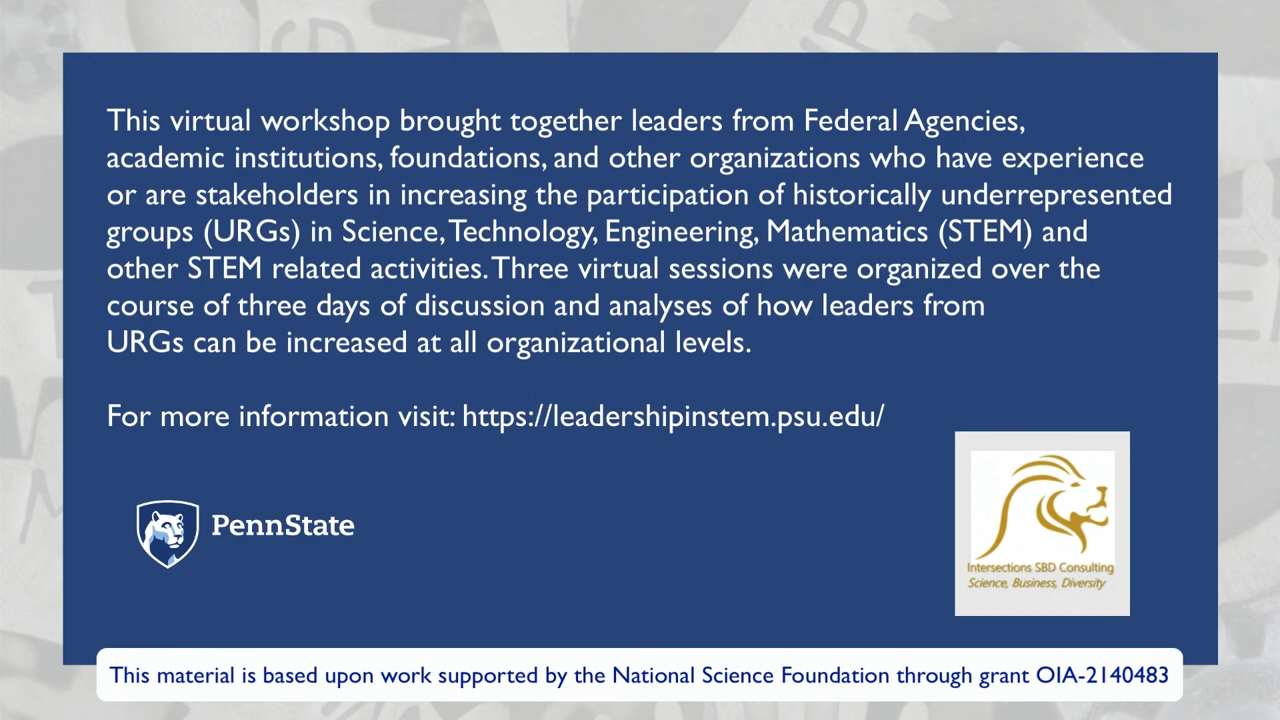 This virtual workshop brought together leaders from Federal Agencies,
academic institutions, foundations, and other organizations who have experience
or are stakeholders in increasing the participation of historically underrepresented
groups (URGs) in Science, Technology, Engineering, Mathematics (STEM) and
other STEM related activities. Three virtual sessions were organized over the
course of three days of discussion and analyses of how leaders from
URGs can be increased at all organizational levels.
For more information visit: https://leadershipinstem.psu.edu/
PennState
Intersections SBD Consulting
Science, Business, Diversity
This material is based upon work supported by the National Science Foundation through grant OIA-2140483